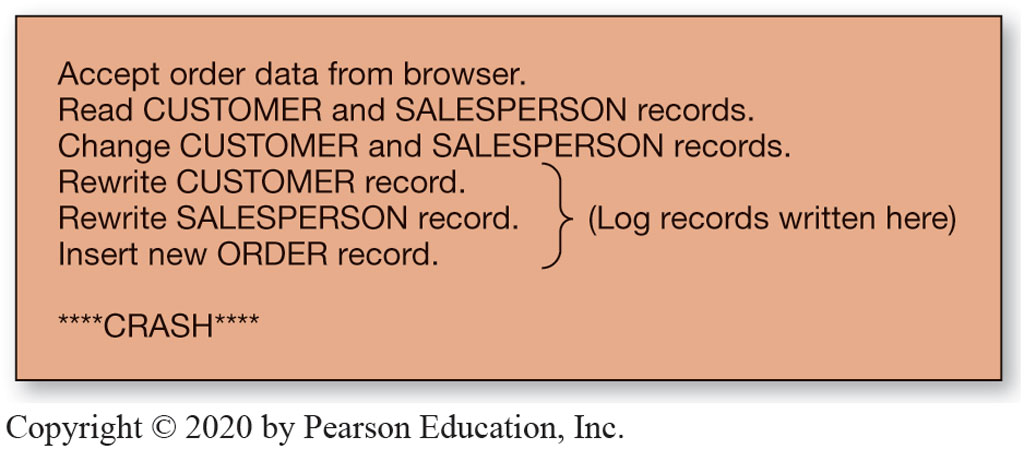 Accept order data from browser.
Read CUSTOMER and SALESPERSON records.
Change CUSTOMER and SALESPERSON records.
Rewrite CUSTOMER record.
Rewrite SALESPERSON record. (Log records written here)
Insert new ORDER record.
****CRASH****
Copyright © 2020 by Pearson Education, Inc.